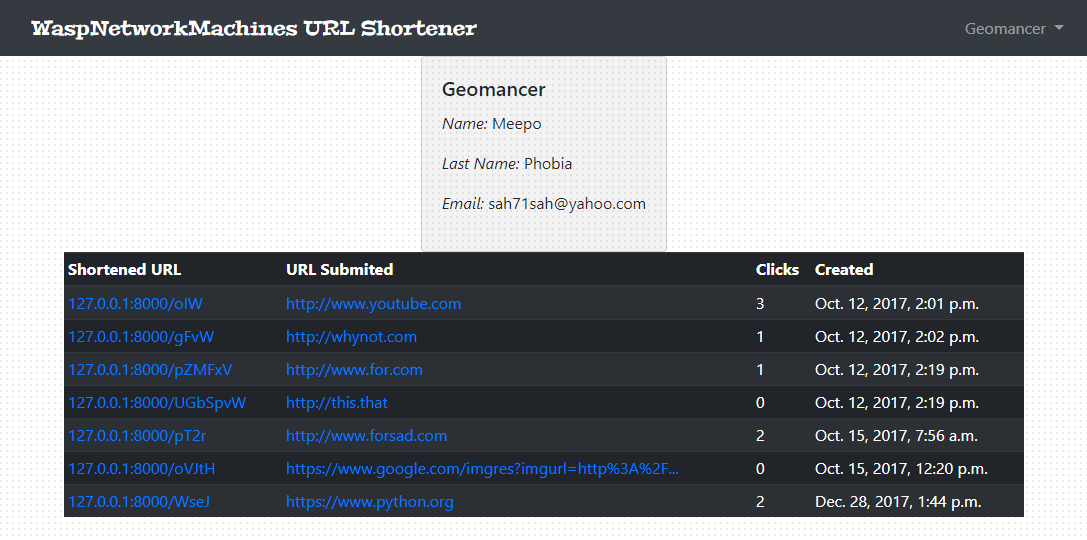 WaspNetworkMachines URL Shortener Geomancer
Geomancer
Name: Meepo
Last Name: Phobia
Email: sah71sah@yahoo.com
Shortened URL URL Submited Clicks Created
127.0.0.1:8000/oIW http://www.youtube.com 3 Oct. 12, 2017, 2:01 p.m.
127.0.0.1:8000/gFvW http://whynot.com 1 Oct. 12, 2017, 2:02 p.m.
127.0.0.1:8000/pZMFxV http://www.for.com 1 Oct. 12, 2017, 2:19 p.m.
127.0.0.1:8000/UGbSpvW http://this.that 0 Oct. 12, 2017, 2:19 p.m.
127.0.0.1:8000/pT2r http://www.forsad.com 2 Oct. 15, 2017, 7:56 a.m.
127.0.0.1:8000/oVJtH https://www.google.com/imgres?imgurl=http%3A%2F... 0 Oct. 15, 2017, 12:20 p.m.
127.0.0.1:8000/WseJ https://www.python.org 2 Dec. 28, 2017, 1:44 p.m.